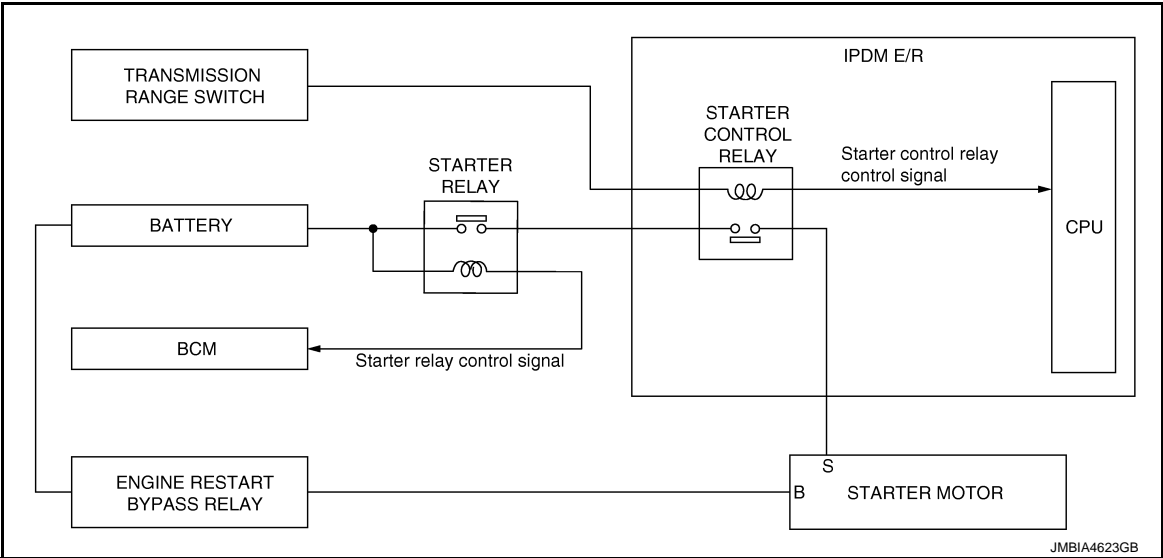 IPDM E/R
TRANSMISSION
RANGE SWITCH
STARTER
CONTROL
RELAY
Starter control relay
control signal
STARTER
RELAY
BATTERY
CPU
BCM
Starter relay control signal
ENGINE RESTART
BYPASS RELAY
S
B
STARTER MOTOR
JMBIA4623GB